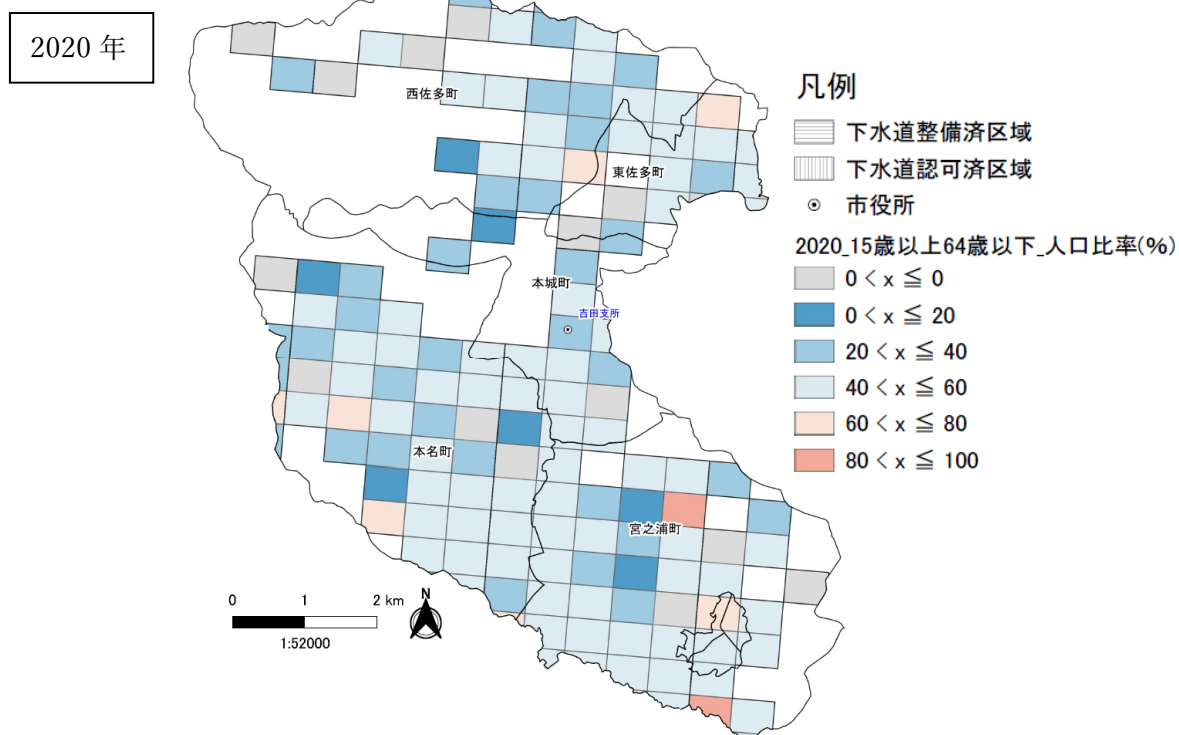 2020 年
西佐多町
東佐多町
本城町
吉田支所
本名町
宮之浦町
0 1 2 km
1:52000
N
凡例
下水道整備済区域
下水道認可済区域
市役所
2020_15歳以上64歳以下_人口比率(%)
0 < x ≦ 0
0 < x ≦ 20
20 < x ≦ 40
40 < x ≦ 60
60 < x ≦ 80
80 < x ≦ 100